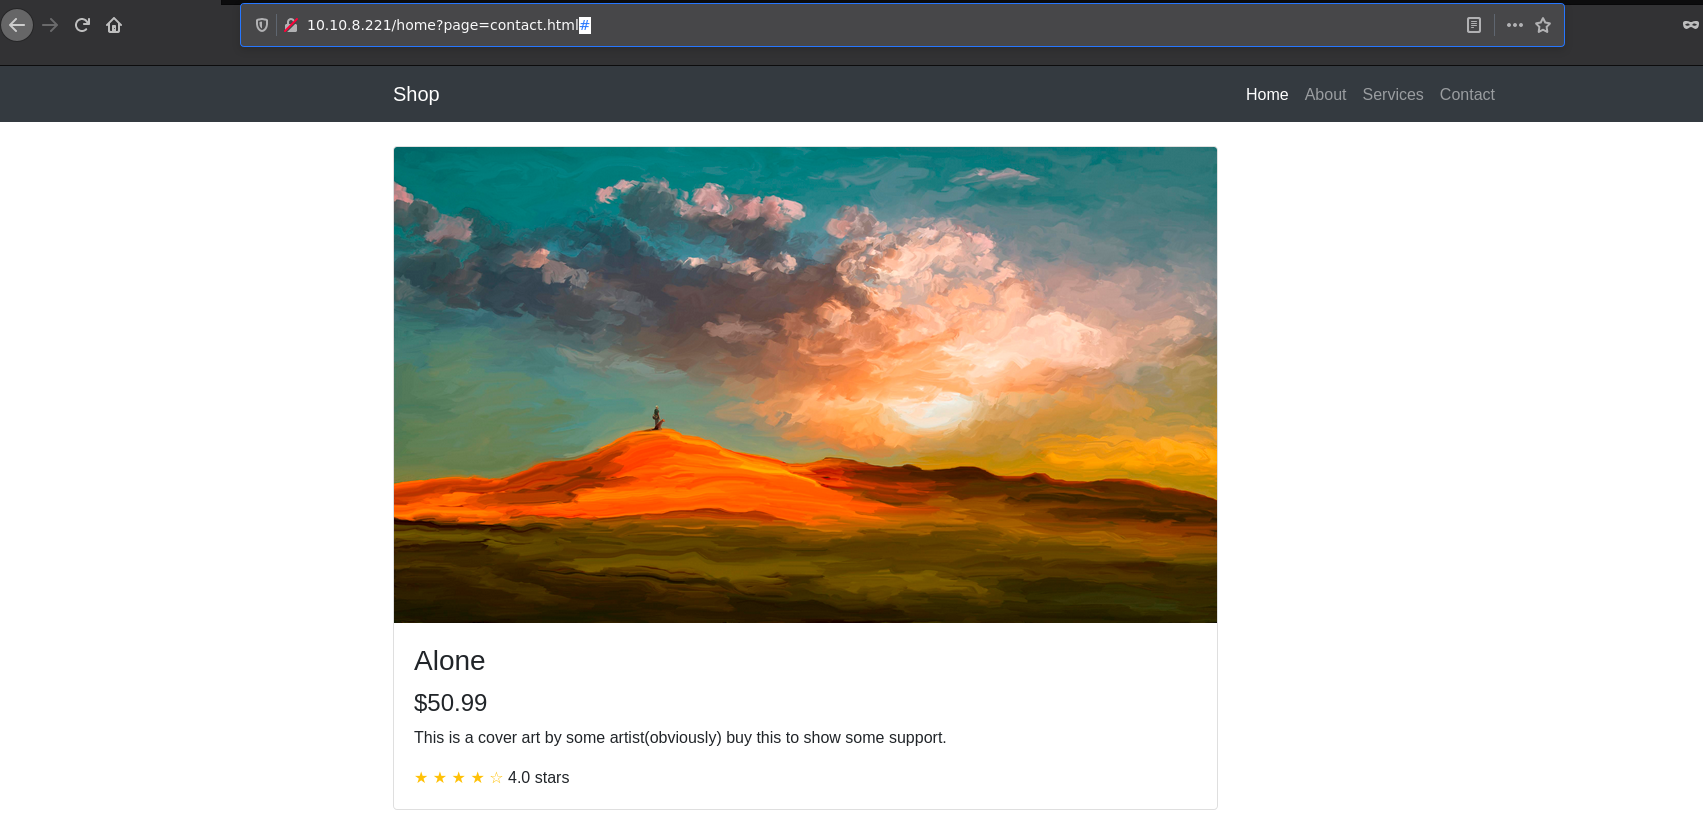 10.10.8.221/home?page=contact.html#
Shop
Home About Services Contact
Alone
$50.99
This is a cover art by some artist(obviously) buy this to show some support.
★ ★ ★ ★ ☆ 4.0 stars